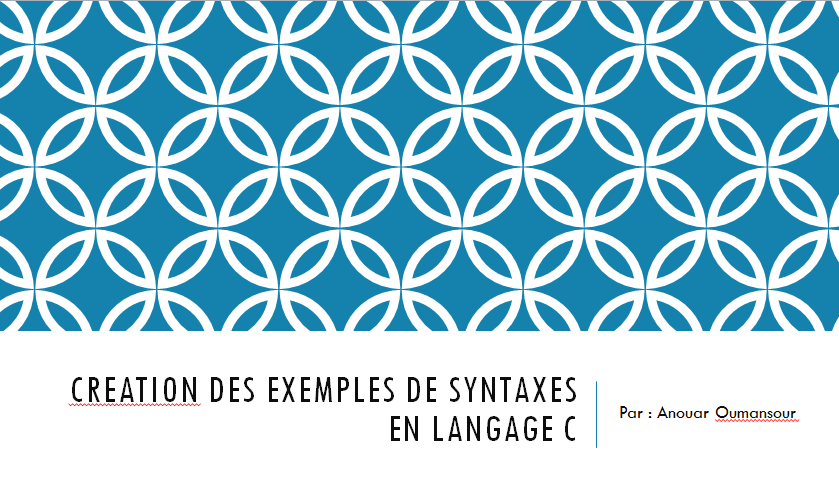 CREATION DES EXEMPLES DE SYNTAXES
EN LANGAGE C
Par : Anouar Oumansour